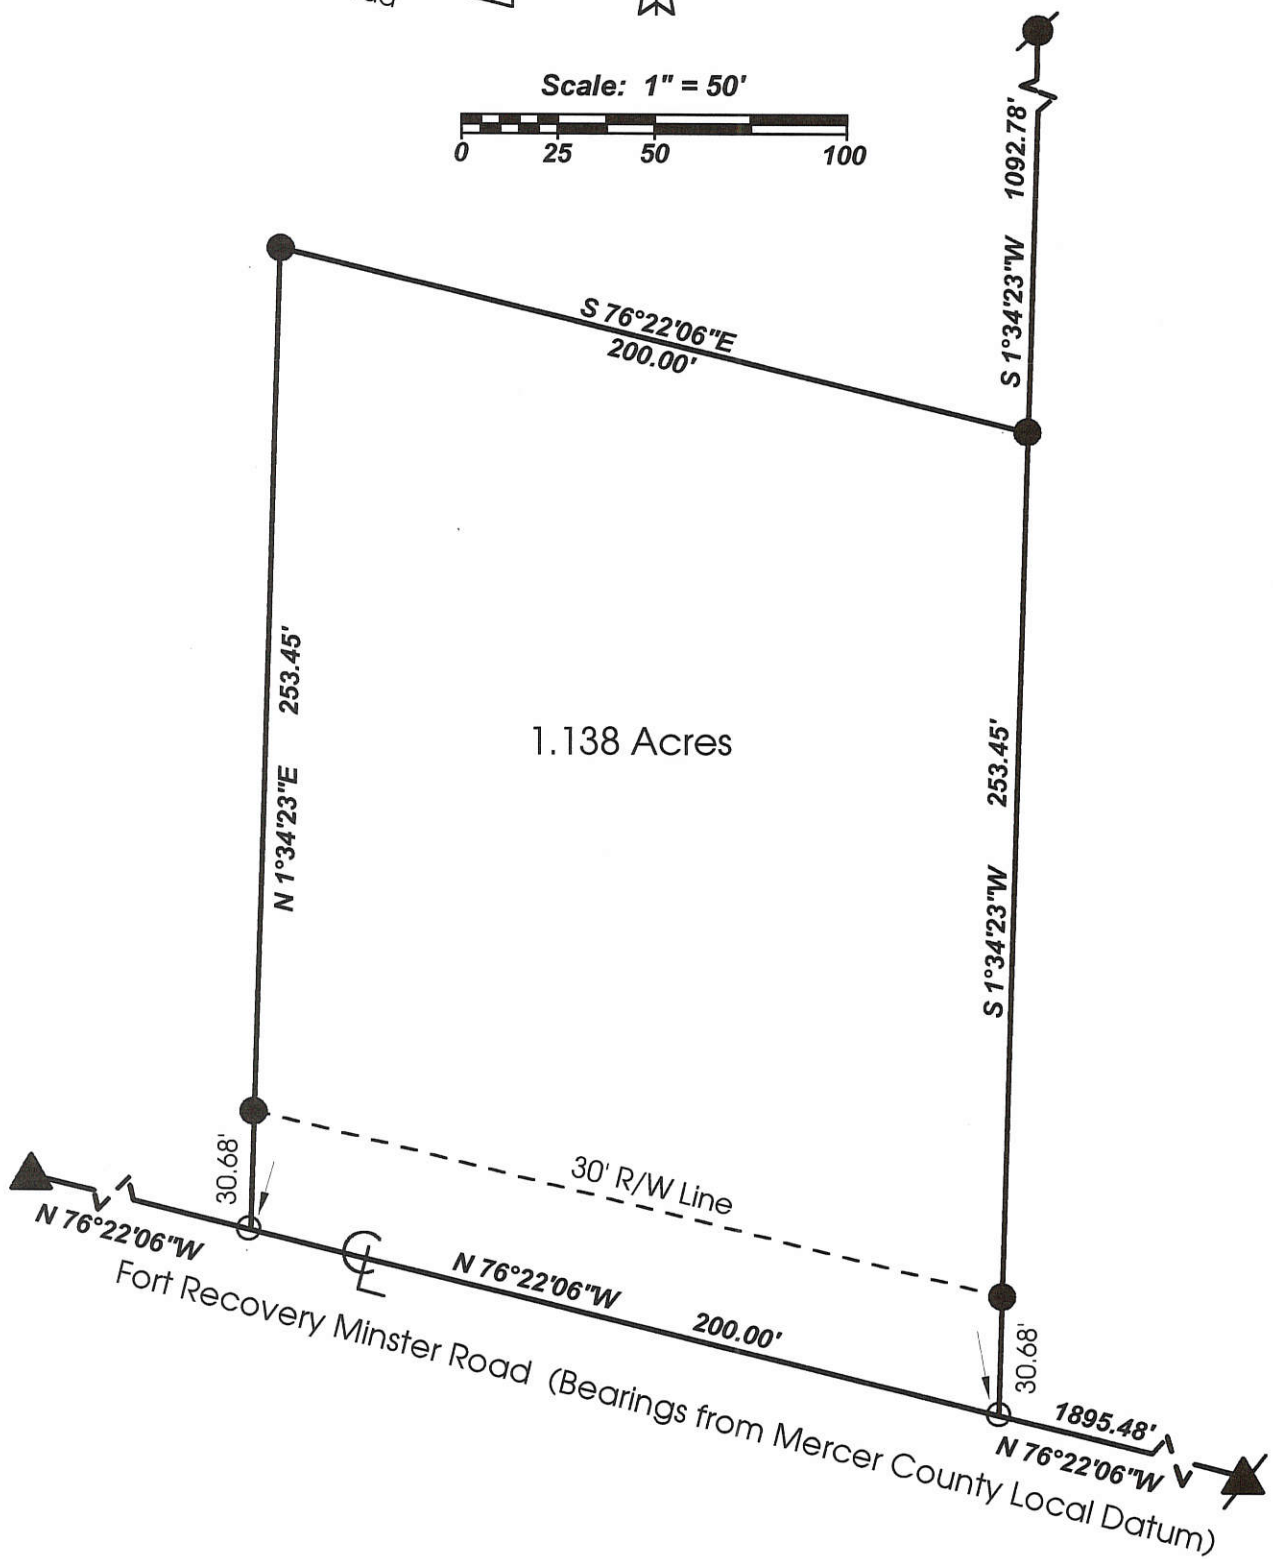 Scale: 1" = 50'
0 25 50 100
S 1°34'23"W 1092.78'
S 76°22'06"E
200.00'
N 1°34'23"E 253.45'
1.138 Acres
S 1°34'23"W 253.45'
30.68'
30' R/W Line
N 76°22'06"W
CL
N 76°22'06"W 200.00'
30.68'
1895.48'
N 76°22'06"W
Fort Recovery Minster Road (Bearings from Mercer County Local Datum)